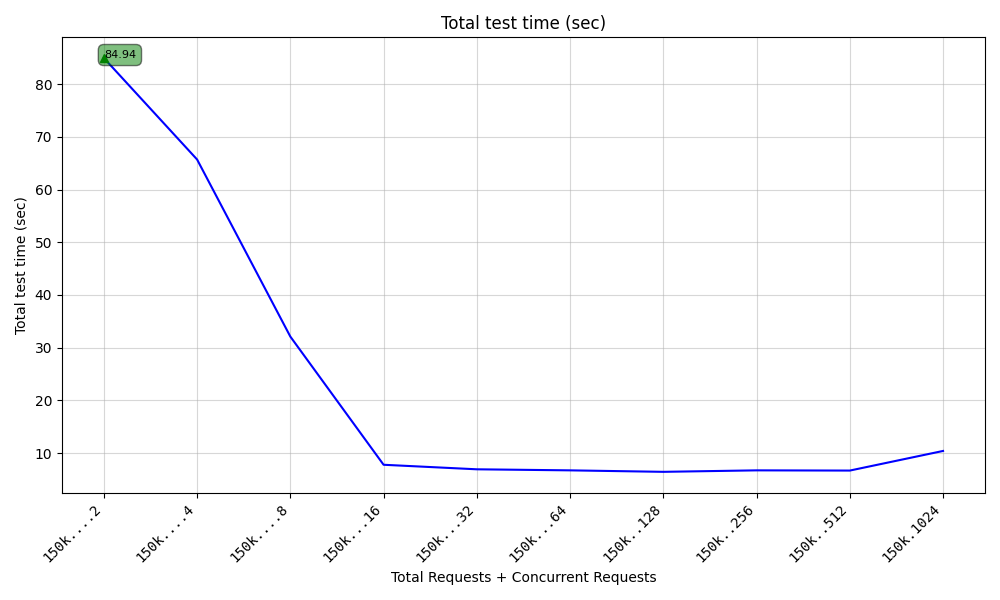 Total test time (sec)
84.94
80
70
60
50
40
30
20
10
Total test time (sec)
150k....2
150k....4
150k....8
150k...16
150k...32
150k...64
150k..128
150k..256
150k..512
150k.1024
Total Requests + Concurrent Requests